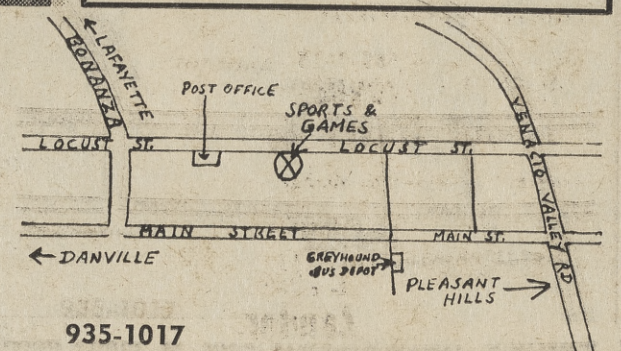 ← LAFAYETTE
BONANZA
POST OFFICE
SPORTS &
GAMES
LOCUST ST.
LOCUST ST.
VENACIO VALLEY RD
MAIN STREET
MAIN ST.
← DANVILLE
GREYHOUND
BUS DEPOT
PLEASANT
HILLS
935-1017